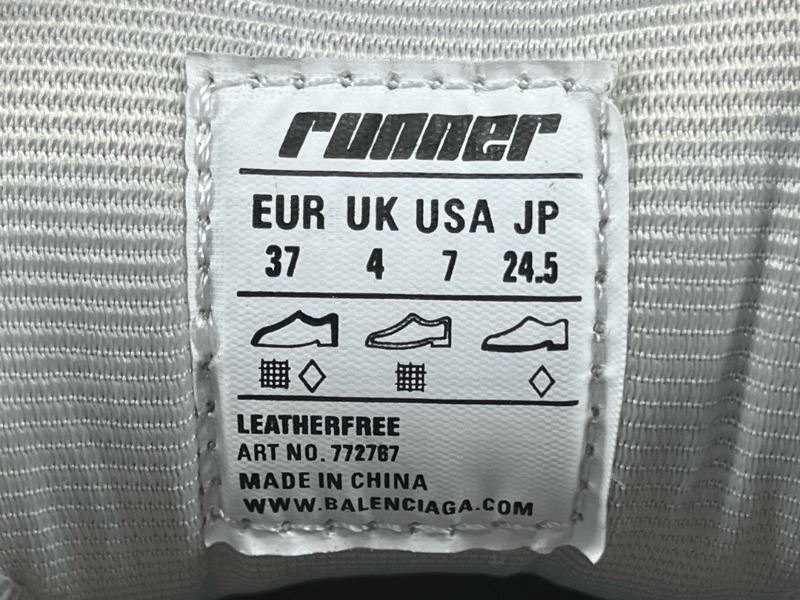 runner
EUR UK USA JP
37 4 7 24.5
LEATHERFREE
ART NO. 772767
MADE IN CHINA
WWW.BALENCIAGA.COM